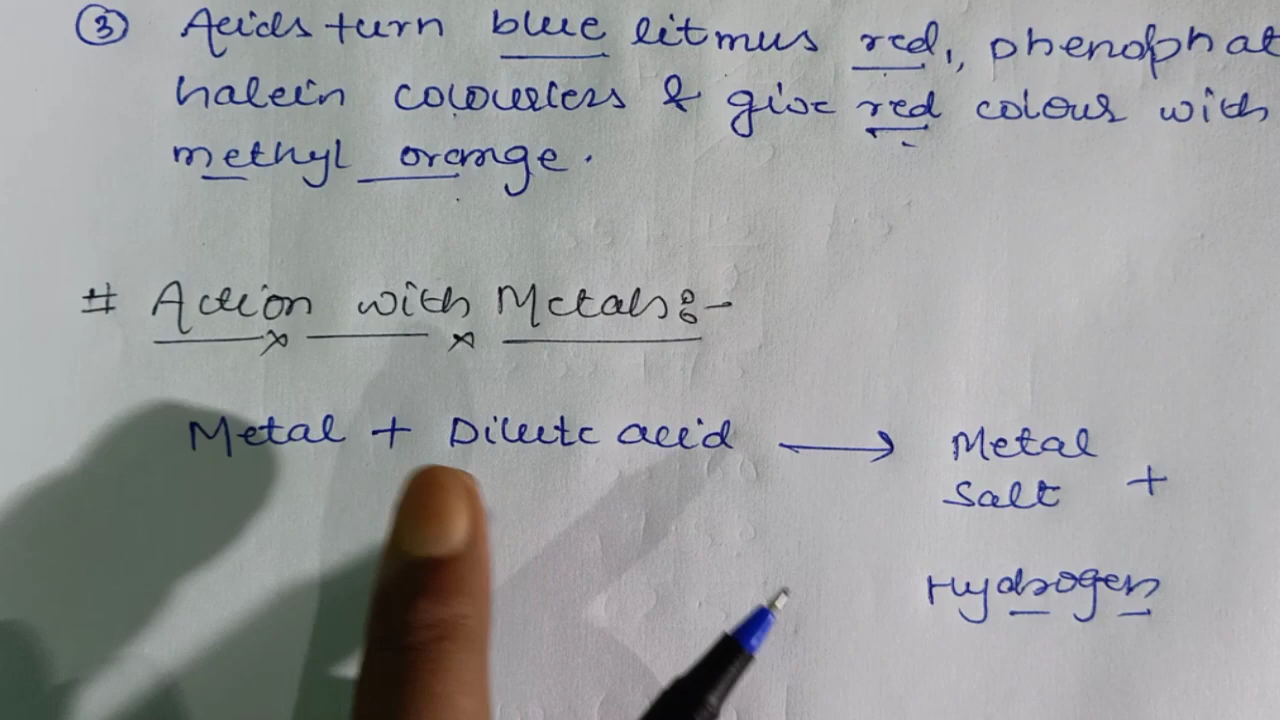 ③ Acids turn blue litmus red, phenolphthat
halein colourless & give red colour with
methyl orange.
# Action with Metals:-
Metal + Dilute acid → Metal
Salt +
Hydrogen